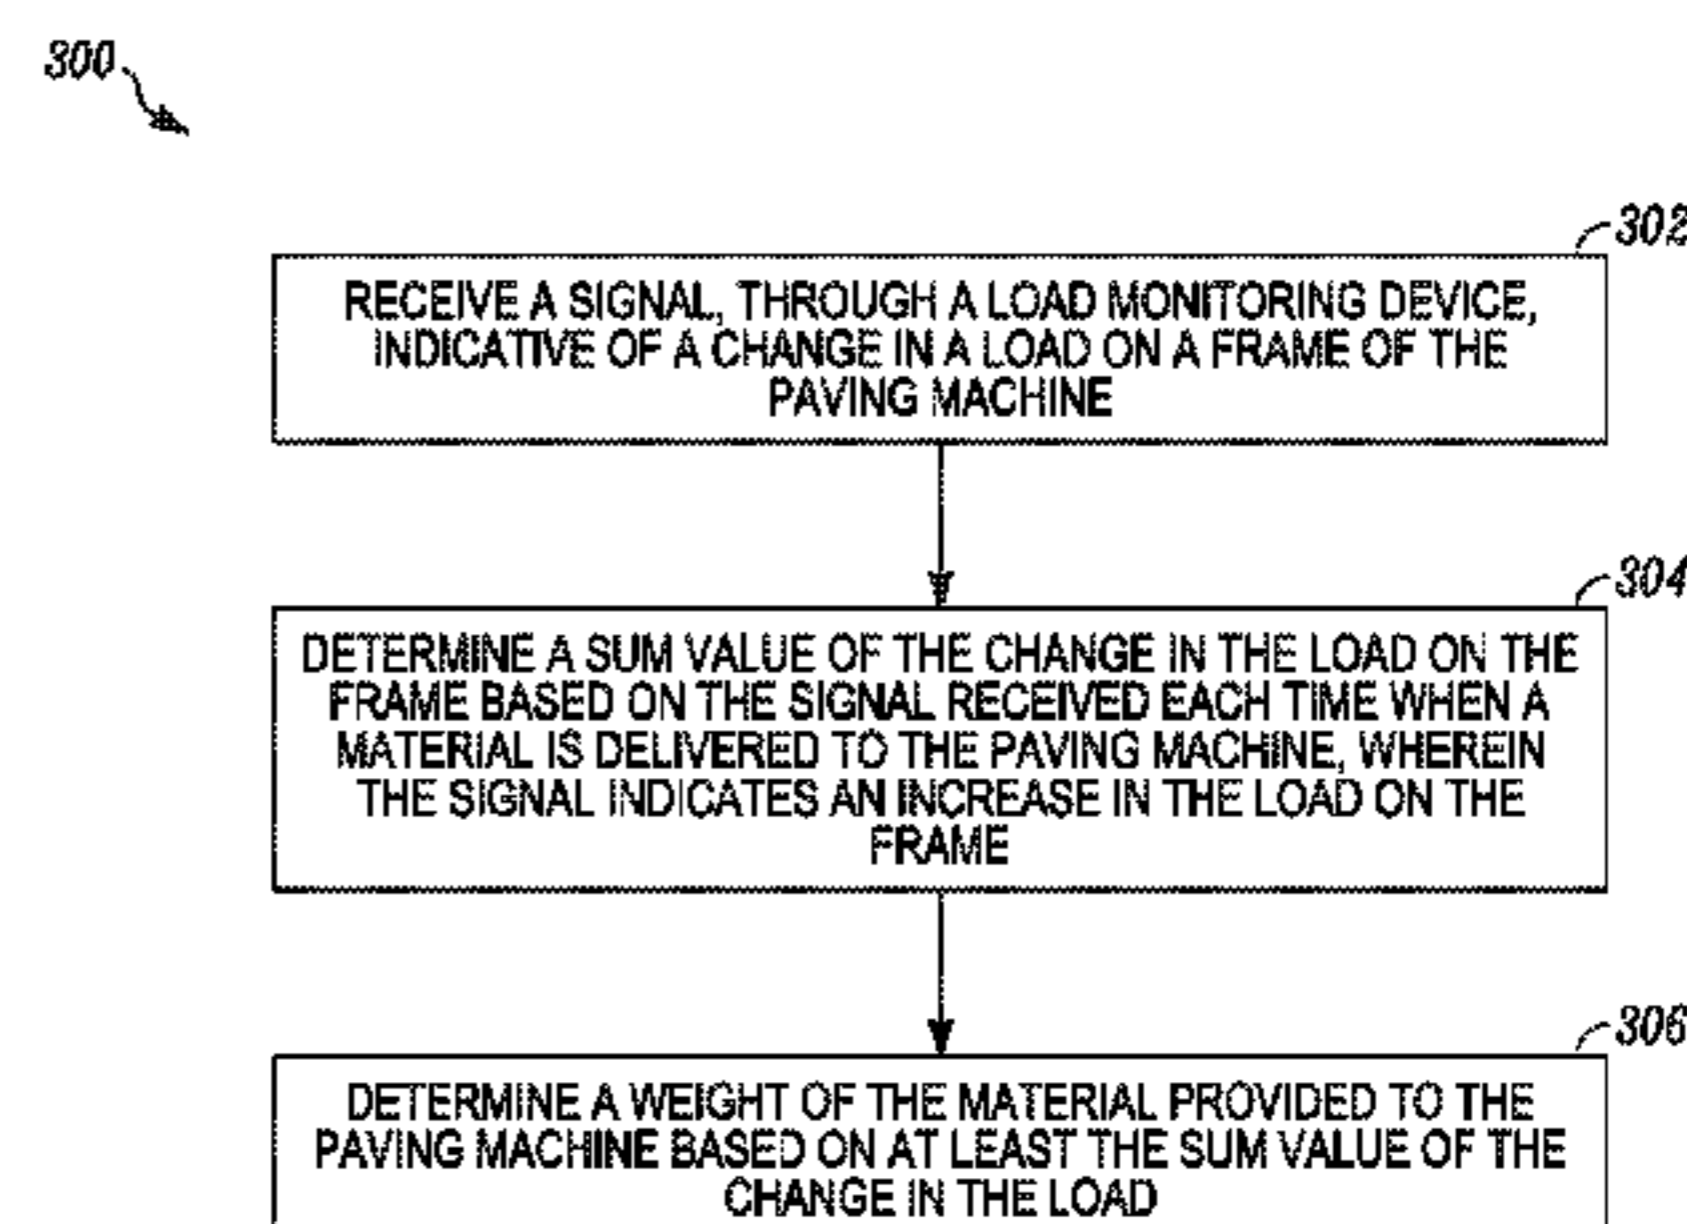 300
302
RECEIVE A SIGNAL, THROUGH A LOAD MONITORING DEVICE,
INDICATIVE OF A CHANGE IN A LOAD ON A FRAME OF THE
PAVING MACHINE
304
DETERMINE A SUM VALUE OF THE CHANGE IN THE LOAD ON THE
FRAME BASED ON THE SIGNAL RECEIVED EACH TIME WHEN A
MATERIAL IS DELIVERED TO THE PAVING MACHINE, WHEREIN
THE SIGNAL INDICATES AN INCREASE IN THE LOAD ON THE
FRAME
306
DETERMINE A WEIGHT OF THE MATERIAL PROVIDED TO THE
PAVING MACHINE BASED ON AT LEAST THE SUM VALUE OF THE
CHANGE IN THE LOAD